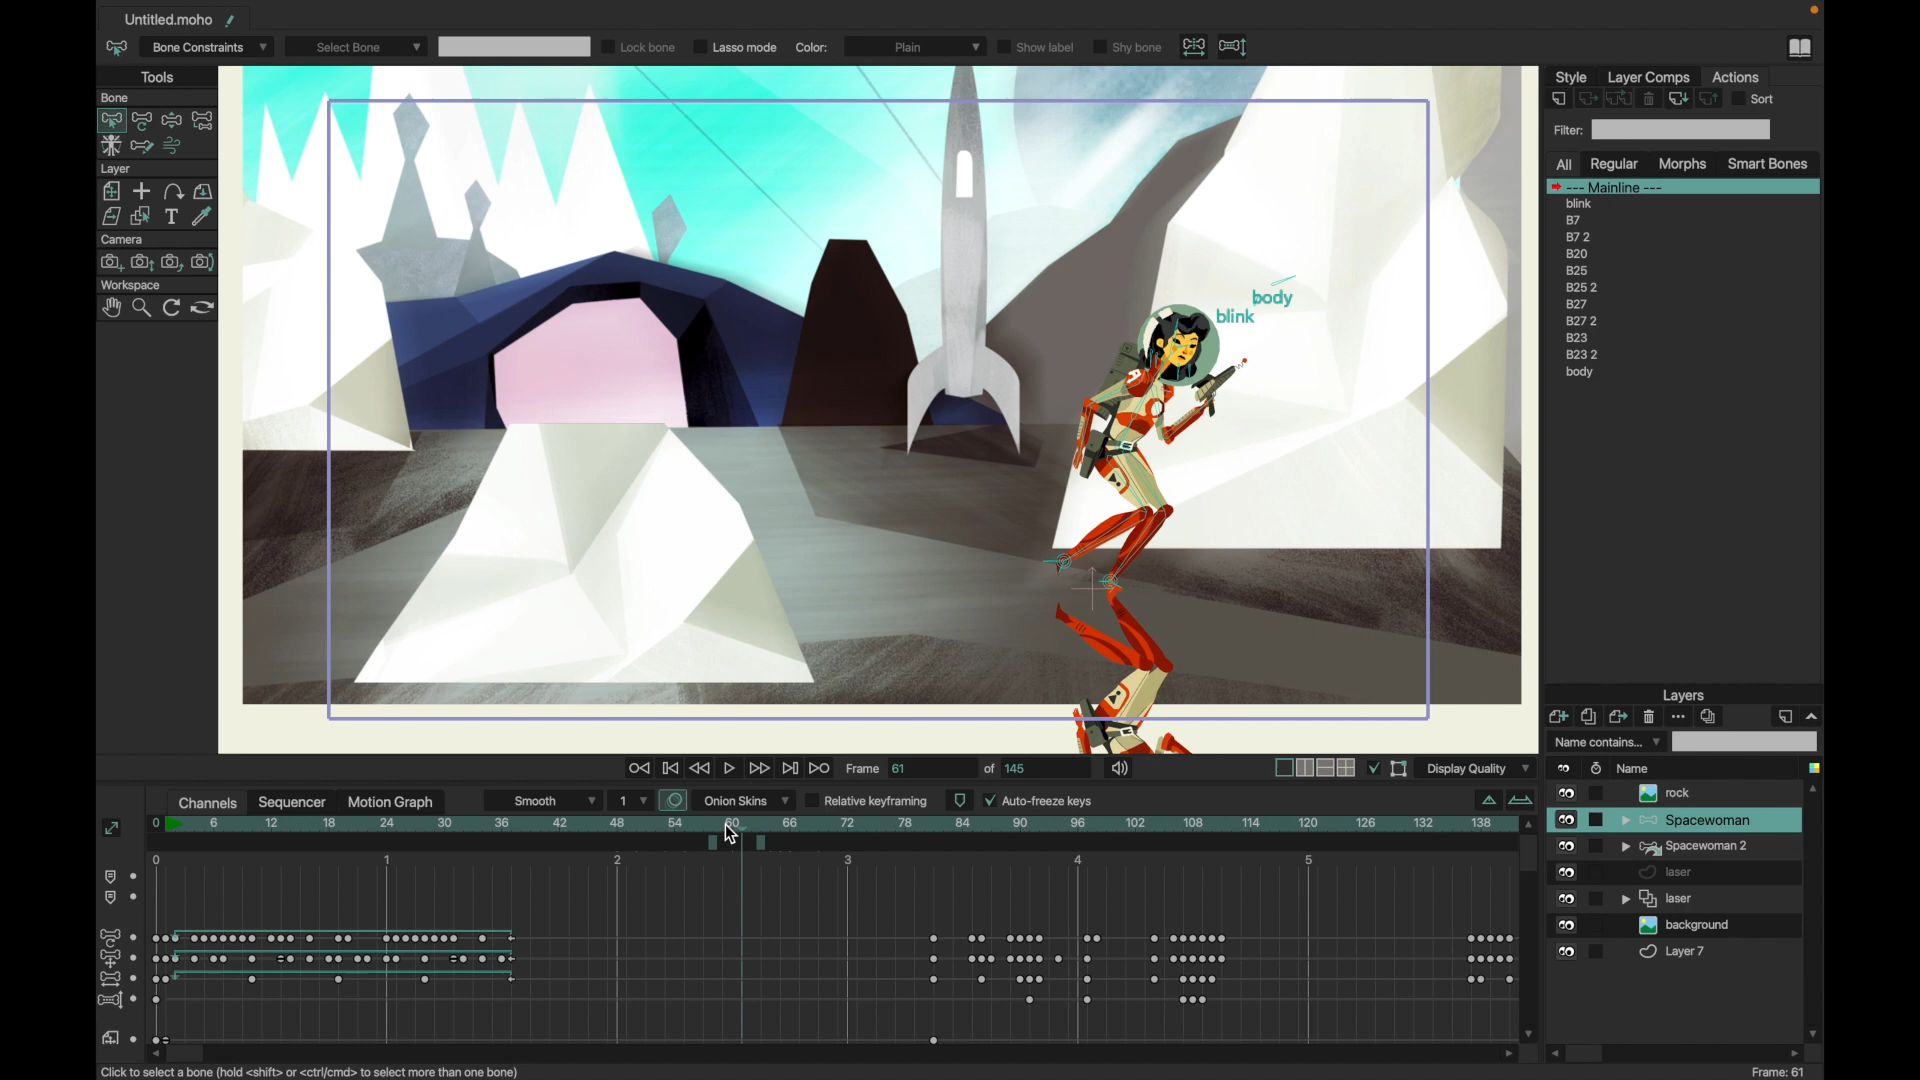 Untitled.moho
Bone Constraints Select Bone Lock bone Lasso mode Color: Plain Show label Shy bone
Tools
Bone
Layer
Camera
Workspace
body
blink
Style Layer Comps Actions
Sort
Filter:
All Regular Morphs Smart Bones
--- Mainline ---
blink
B7
B7 2
B20
B25
B25 2
B27
B27 2
B23
B23 2
body
Layers
Name contains...
Name
rock
Spacewoman
Spacewoman 2
laser
laser
background
Layer 7
Frame 61 of 145 Display Quality
Channels Sequencer Motion Graph Smooth 1 Onion Skins Relative keyframing Auto-freeze keys
0 6 12 18 24 30 36 42 48 54 60 66 72 78 84 90 96 102 108 114 120 126 132 138
0 1 2 3 4 5
Click to select a bone (hold <shift> or <ctrl/cmd> to select more than one bone) Frame: 61